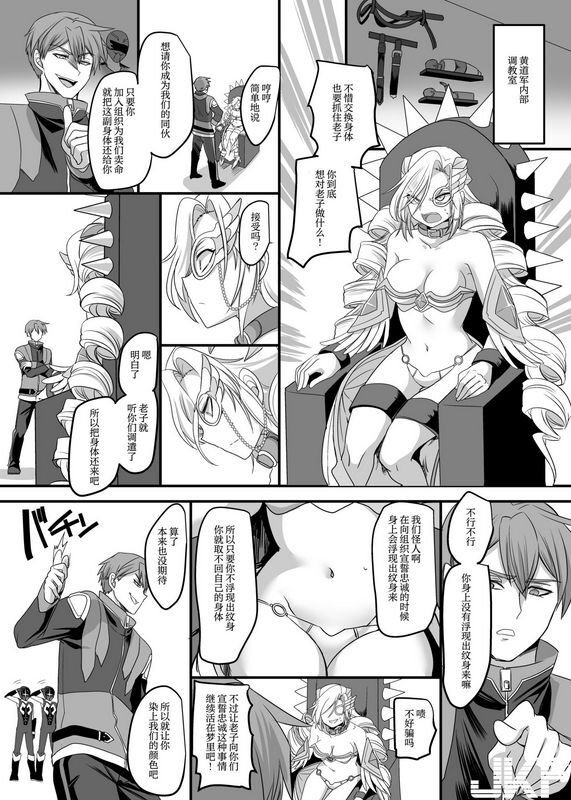 黄道军内部
调教室
不惜交换身体
也要抓住老子
你到底
想对老子做什么！
哼哼
简单地说
想请你成为我们的同伙
只要你
加入组织为我们卖命
就把这副身体还给你
接受吗？
嗯
明白了
老子就
听你们调遣了
所以把身体还来吧
不行不行
你身上没有浮现出纹身来嘛
我们怪人啊
在向组织宣誓忠诚的时候
身上会浮现出纹身来
所以只要你不浮现出纹身
你就取不回自己的身体
啧
不好骗吗
不过让老子向你们
宣誓忠诚这种事情
继续活在梦里吧！
算了
本来也没期待
バチン
所以就让你
染上我们的颜色吧
JKF